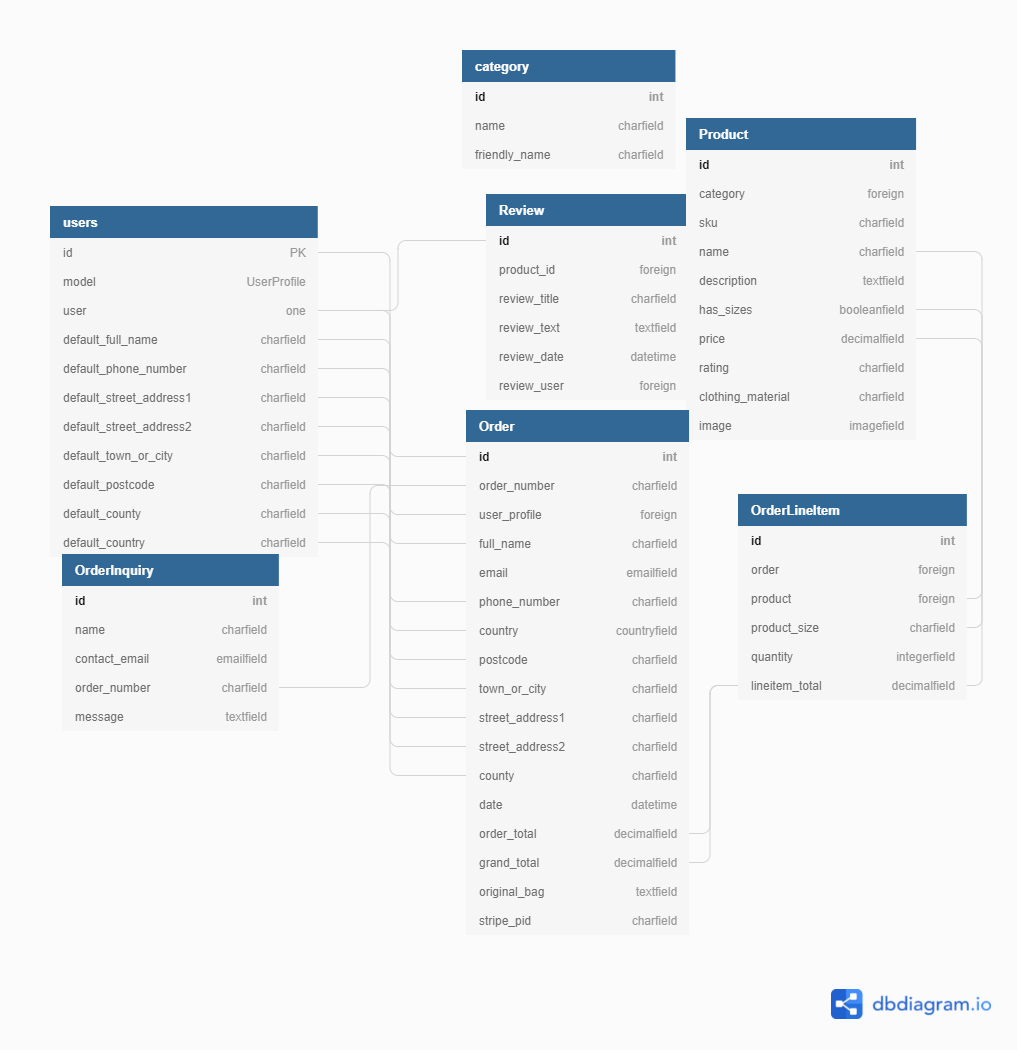 category
id int
name charfield
friendly_name charfield
Product
id int
category foreign
sku charfield
name charfield
description textfield
has_sizes booleanfield
price decimalfield
rating charfield
clothing_material charfield
image imagefield
Review
id int
product_id foreign
review_title charfield
review_text textfield
review_date datetime
review_user foreign
users
id PK
model UserProfile
user one
default_full_name charfield
default_phone_number charfield
default_street_address1 charfield
default_street_address2 charfield
default_town_or_city charfield
default_postcode charfield
default_county charfield
default_country charfield
OrderInquiry
id int
name charfield
contact_email emailfield
order_number charfield
message textfield
Order
id int
order_number charfield
user_profile foreign
full_name charfield
email emailfield
phone_number charfield
country countryfield
postcode charfield
town_or_city charfield
street_address1 charfield
street_address2 charfield
county charfield
date datetime
order_total decimalfield
grand_total decimalfield
original_bag textfield
stripe_pid charfield
OrderLineItem
id int
order foreign
product foreign
product_size charfield
quantity integerfield
lineitem_total decimalfield
dbdiagram.io